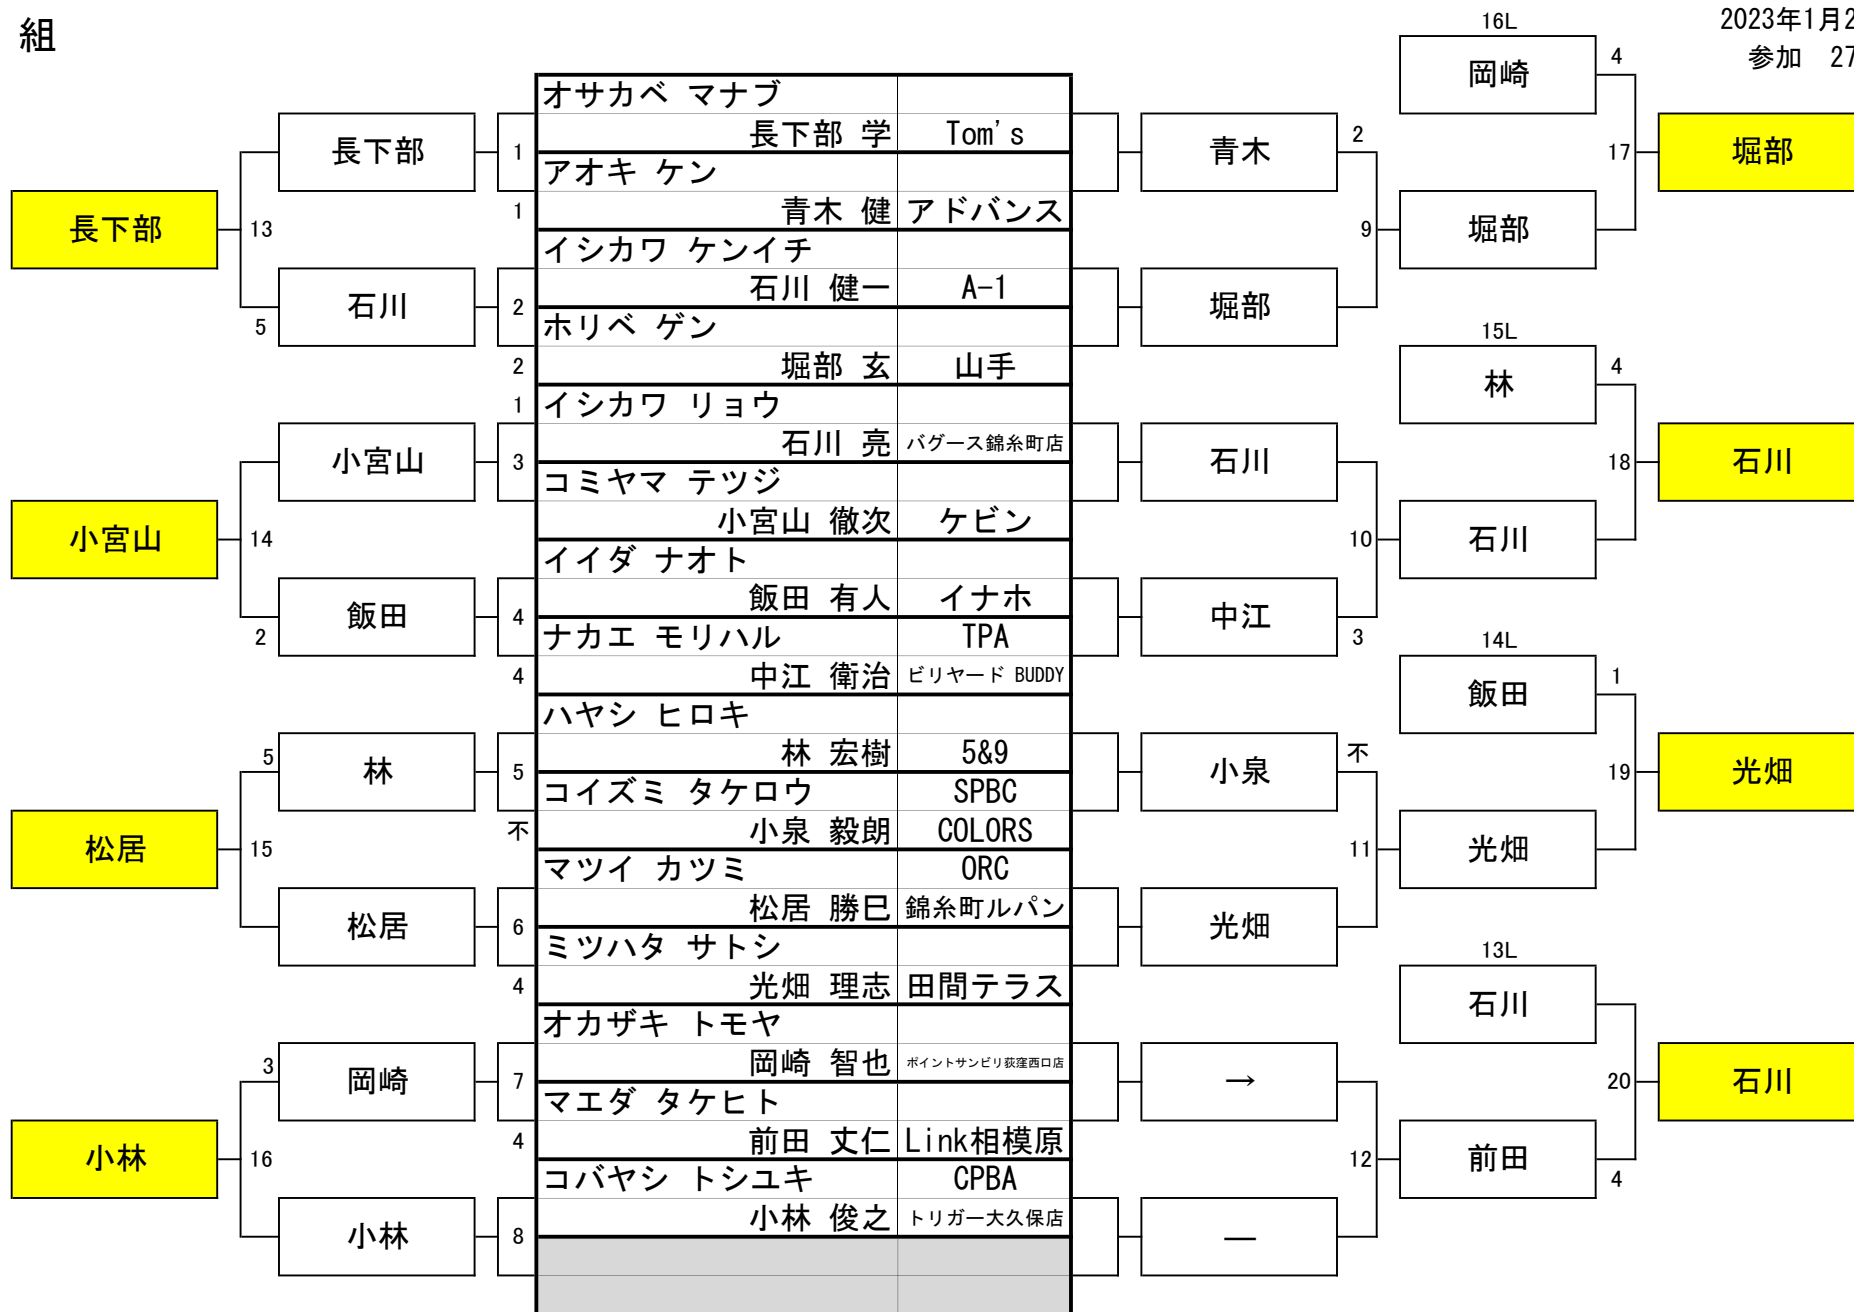 組
2023年1月2
参加 27
長下部
13
5
小宮山
14
2
松居
15
5
小林
16
3
長下部
石川
小宮山
飯田
林
松居
岡崎
小林
1
1
2
2
1
3
4
4
5
不
6
4
7
4
8
オサカベ マナブ
長下部 学 Tom's
アオキ ケン
青木 健 アドバンス
イシカワ ケンイチ
石川 健一 A-1
ホリベ ゲン
堀部 玄 山手
イシカワ リョウ
石川 亮 バグース錦糸町店
コミヤマ テツジ
小宮山 徹次 ケビン
イイダ ナオト
飯田 有人 イナホ
ナカエ モリハル TPA
中江 衛治 ビリヤード BUDDY
ハヤシ ヒロキ
林 宏樹 5&9
コイズミ タケロウ SPBC
小泉 毅朗 COLORS
マツイ カツミ ORC
松居 勝巳 錦糸町ルパン
ミツハタ サトシ
光畑 理志 田間テラス
オカザキ トモヤ
岡崎 智也 ポイントサンビリ荻窪西口店
マエダ タケヒト
前田 丈仁 Link相模原
コバヤシ トシユキ CPBA
小林 俊之 トリガー大久保店
青木
2
堀部
9
石川
中江
3
10
小泉
不
光畑
11
→
―
12
16L
岡崎
4
堀部
17
堀部
15L
林
4
石川
18
石川
14L
飯田
1
光畑
19
光畑
13L
石川
前田
4
20
石川